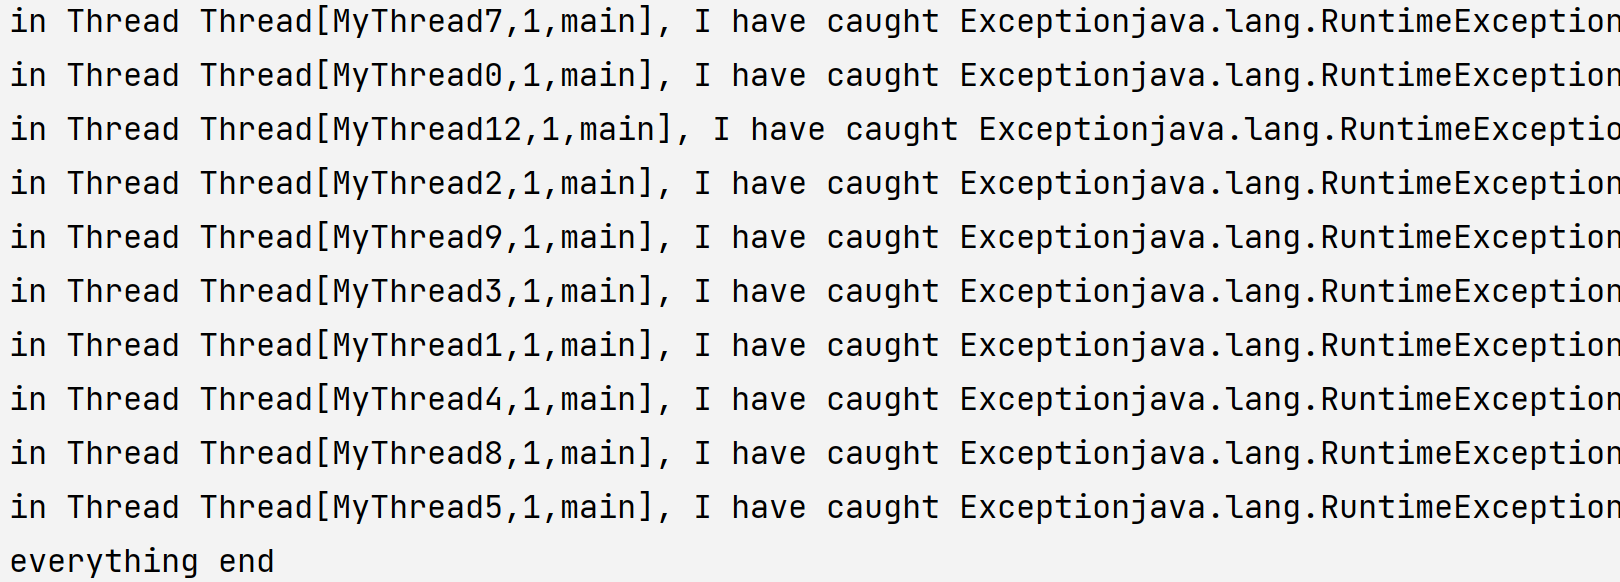 in Thread Thread[MyThread7,1,main], I have caught Exceptionjava.lang.RuntimeException
in Thread Thread[MyThread0,1,main], I have caught Exceptionjava.lang.RuntimeException
in Thread Thread[MyThread12,1,main], I have caught Exceptionjava.lang.RuntimeExceptio
in Thread Thread[MyThread2,1,main], I have caught Exceptionjava.lang.RuntimeException
in Thread Thread[MyThread9,1,main], I have caught Exceptionjava.lang.RuntimeException
in Thread Thread[MyThread3,1,main], I have caught Exceptionjava.lang.RuntimeException
in Thread Thread[MyThread1,1,main], I have caught Exceptionjava.lang.RuntimeException
in Thread Thread[MyThread4,1,main], I have caught Exceptionjava.lang.RuntimeException
in Thread Thread[MyThread8,1,main], I have caught Exceptionjava.lang.RuntimeException
in Thread Thread[MyThread5,1,main], I have caught Exceptionjava.lang.RuntimeException
everything end